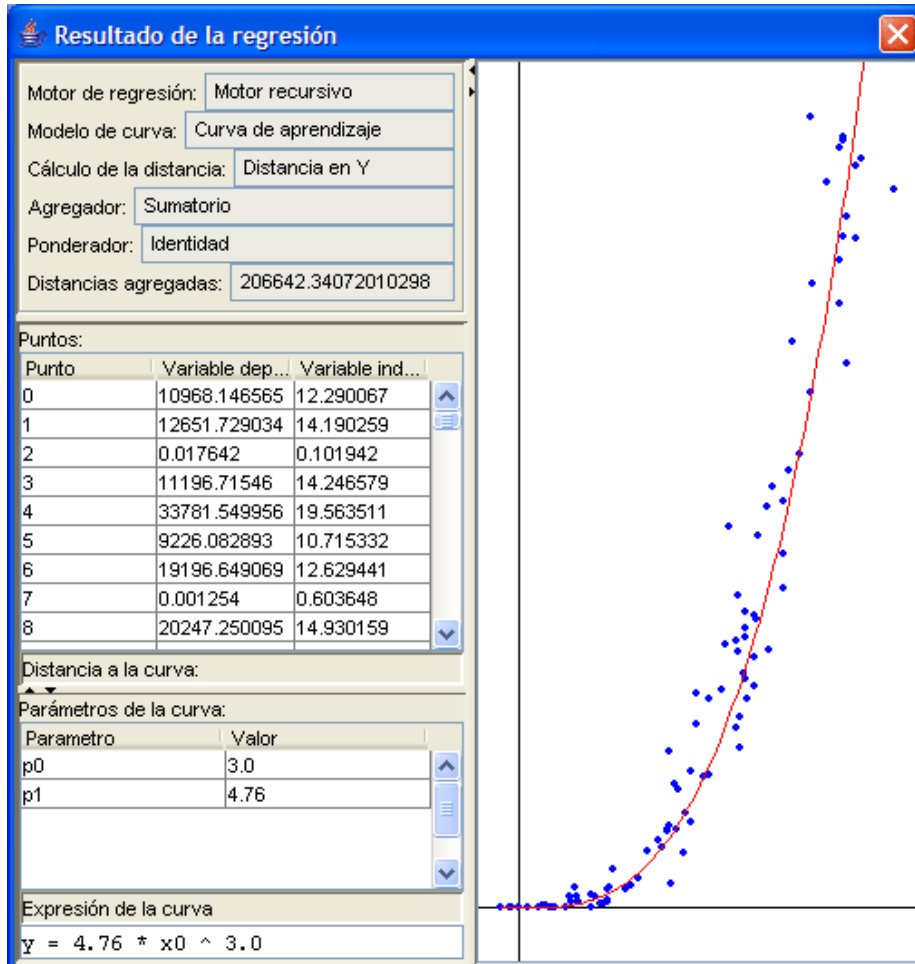 Resultado de la regresión
Motor de regresión: Motor recursivo
Modelo de curva: Curva de aprendizaje
Cálculo de la distancia: Distancia en Y
Agregador: Sumatorio
Ponderador: Identidad
Distancias agregadas: 206642.34072010298
Puntos:
Punto Variable dep... Variable ind...
0 10968.146565 12.290067
1 12651.729034 14.190259
2 0.017642 0.101942
3 11196.71546 14.246579
4 33781.549956 19.563511
5 9226.082893 10.715332
6 19196.649069 12.629441
7 0.001254 0.603648
8 20247.250095 14.930159
Distancia a la curva:
Parámetros de la curva:
Parametro Valor
p0 3.0
p1 4.76
Expresión de la curva
y = 4.76 * x0 ^ 3.0